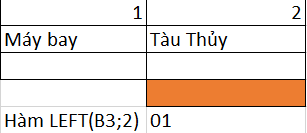 1 2
Máy bay Tàu Thủy
Hàm LEFT(B3;2) 01